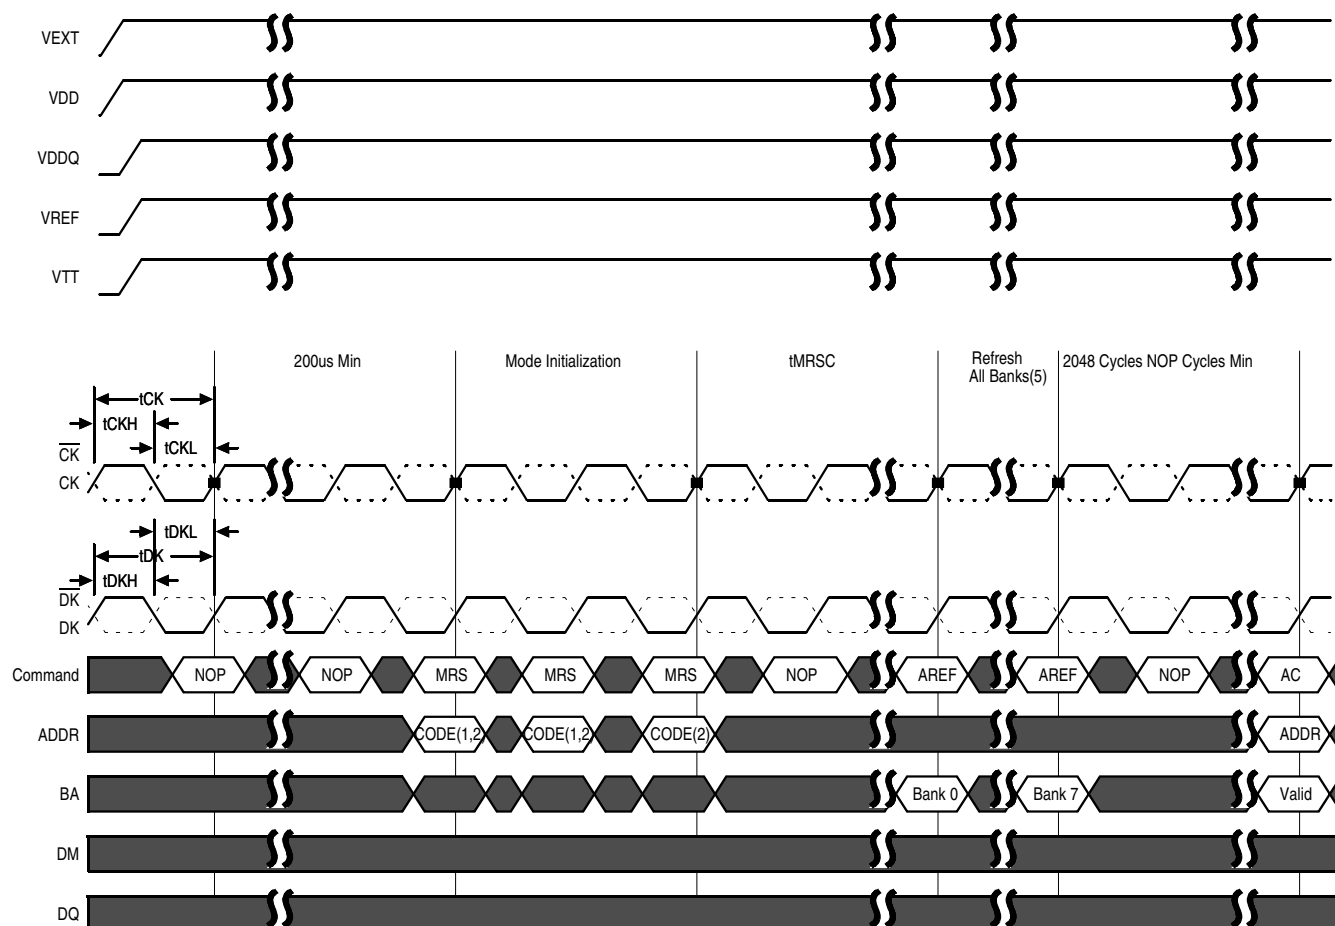 VEXT
VDD
VDDQ
VREF
VTT
200us Min
Mode Initialization
tMRSC
Refresh
All Banks(5)
2048 Cycles NOP Cycles Min
tCK
tCKH
tCKL
CK
CK
tDKL
tDK
tDKH
DK
DK
Command NOP NOP MRS MRS MRS NOP AREF AREF NOP AC
ADDR CODE(1,2) CODE(1,2) CODE(2) ADDR
BA Bank 0 Bank 7 Valid
DM
DQ